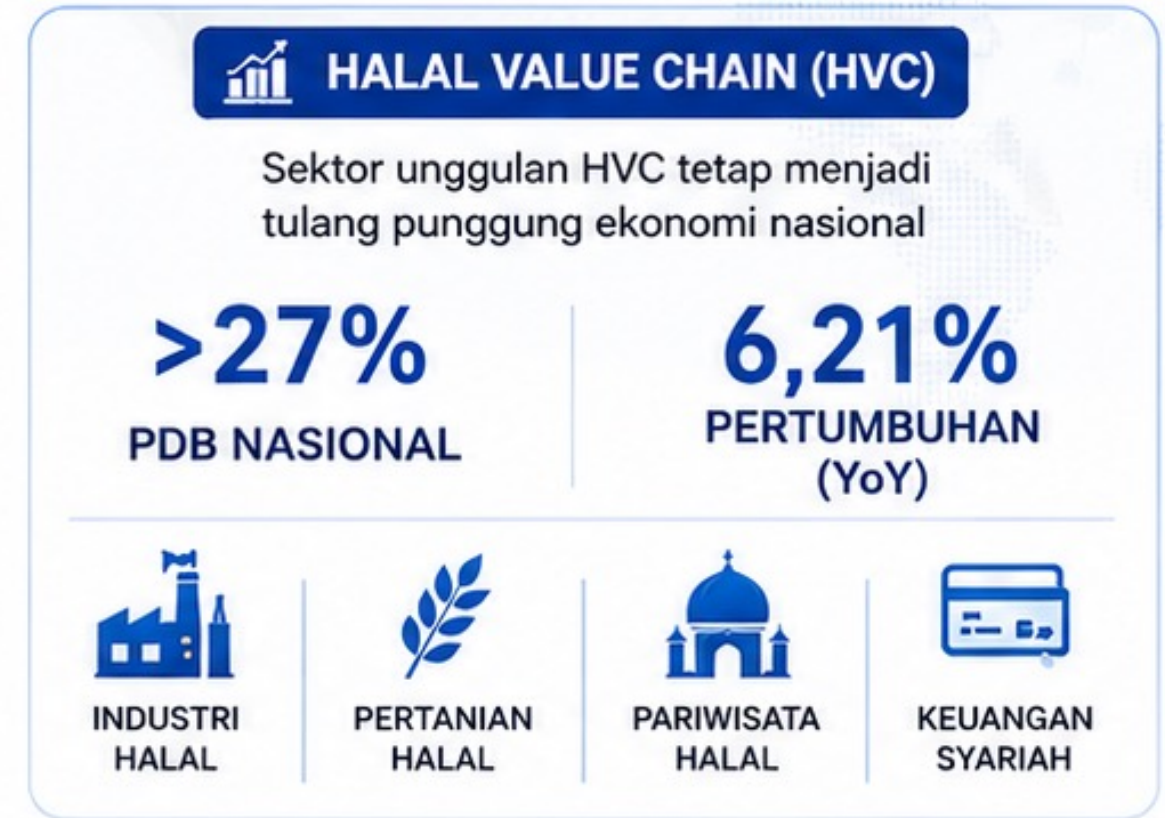 HALAL VALUE CHAIN (HVC)
Sektor unggulan HVC tetap menjadi
tulang punggung ekonomi nasional
>27%
PDB NASIONAL
6,21%
PERTUMBUHAN
(YoY)
INDUSTRI
HALAL
PERTANIAN
HALAL
PARIWISATA
HALAL
KEUANGAN
SYARIAH